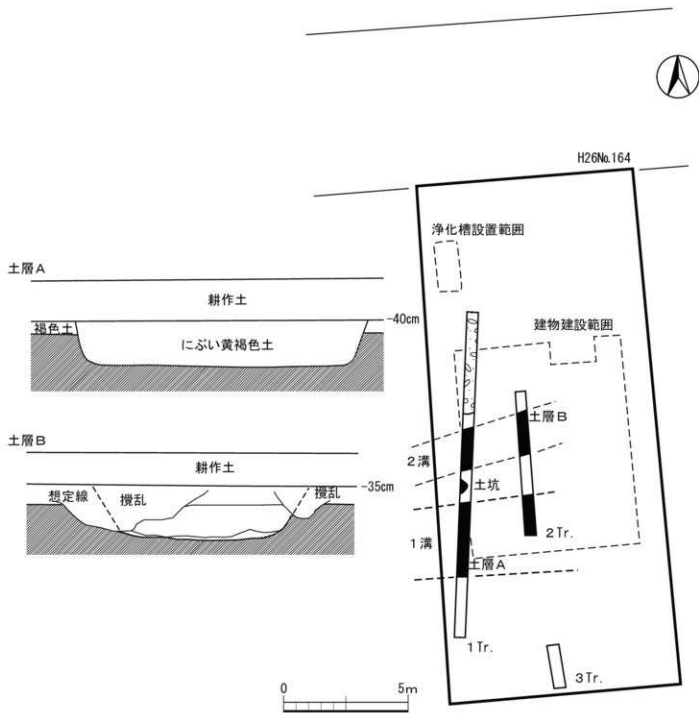 H26No.164
浄化槽設置範囲
建物建設範囲
土層A
耕作土
-40cm
褐色土
にぶい黄褐色土
土層B
耕作土
-35cm
想定線
攪乱
攪乱
土層B
2溝
土坑
1溝
2Tr.
土層A
1Tr.
3Tr.
0
5m